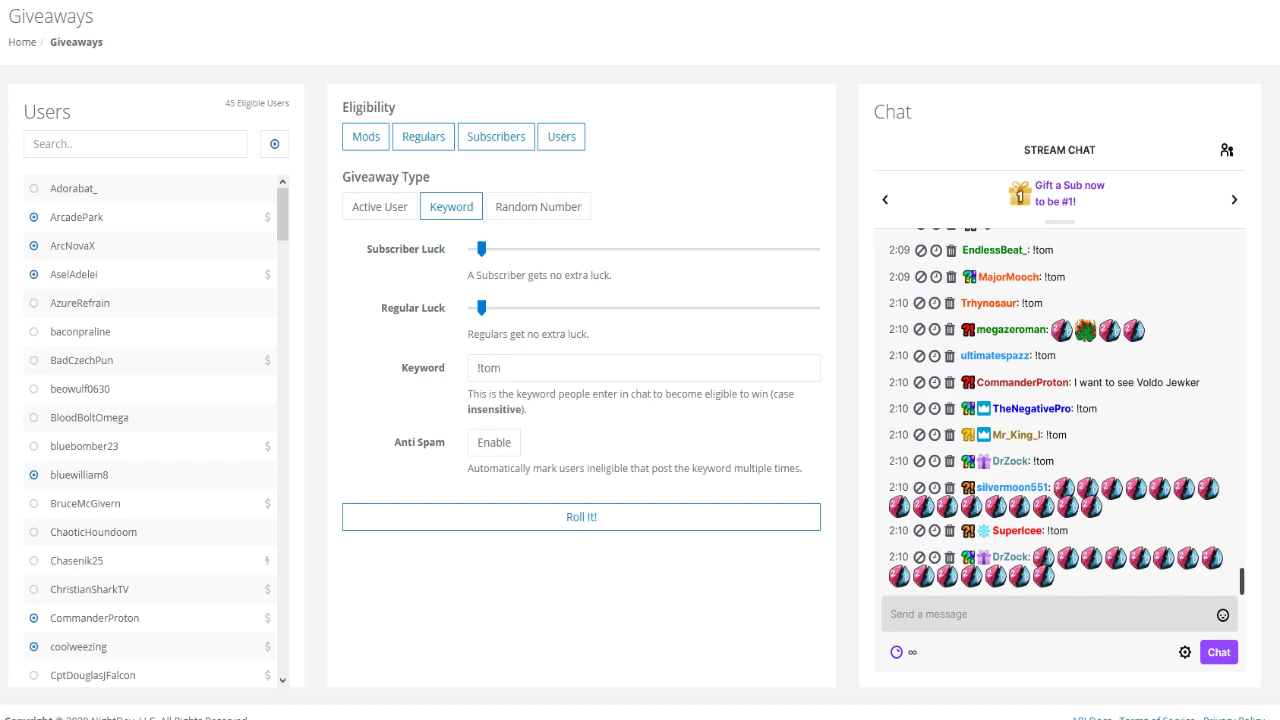 Giveaways
Home / Giveaways
Users
45 Eligible Users
Search..
Adorabat_
ArcadePark $
ArcNovaX
AselAdelei $
AzureRefrain
baconpraline
BadCzechPun $
beowulf0630
BloodBoltOmega
bluebomber23 $
bluewilliam8
BruceMcGivern $
ChaoticHoundoom
Chasenik25
ChristianSharkTV $
CommanderProton $
coolweezing $
CptDouglasJFalcon $
Eligibility
Mods Regulars Subscribers Users
Giveaway Type
Active User Keyword Random Number
Subscriber Luck
A Subscriber gets no extra luck.
Regular Luck
Regulars get no extra luck.
Keyword !tom
This is the keyword people enter in chat to become eligible to win (case
insensitive).
Anti Spam Enable
Automatically mark users ineligible that post the keyword multiple times.
Roll It!
Chat
STREAM CHAT
1 Gift a Sub now
to be #1!
2:09 EndlessBeat_: !tom
2:09 MajorMooch: !tom
2:10 Trhynosaur: !tom
2:10 megazeroman:
2:10 ultimatespazz: !tom
2:10 CommanderProton: I want to see Voldo Jewker
2:10 TheNegativePro: !tom
2:10 Mr_King_I: !tom
2:10 DrZock: !tom
2:10 silvermoon551:
2:10 SuperIcee: !tom
2:10 DrZock:
Send a message
∞ Chat